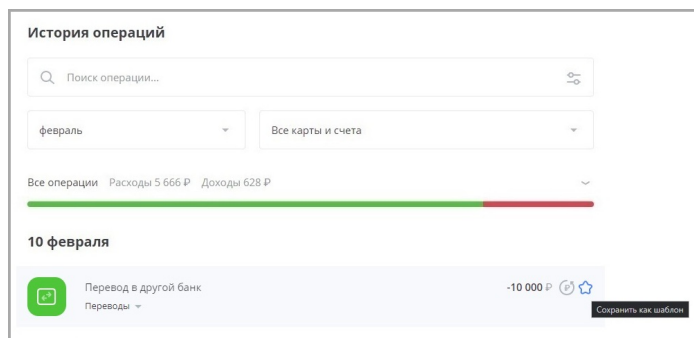 История операций
Поиск операции...
февраль
Все карты и счета
Все операции Расходы 5 666 ₽ Доходы 628 ₽
10 февраля
Перевод в другой банк
-10 000 ₽
Переводы
Сохранить как шаблон